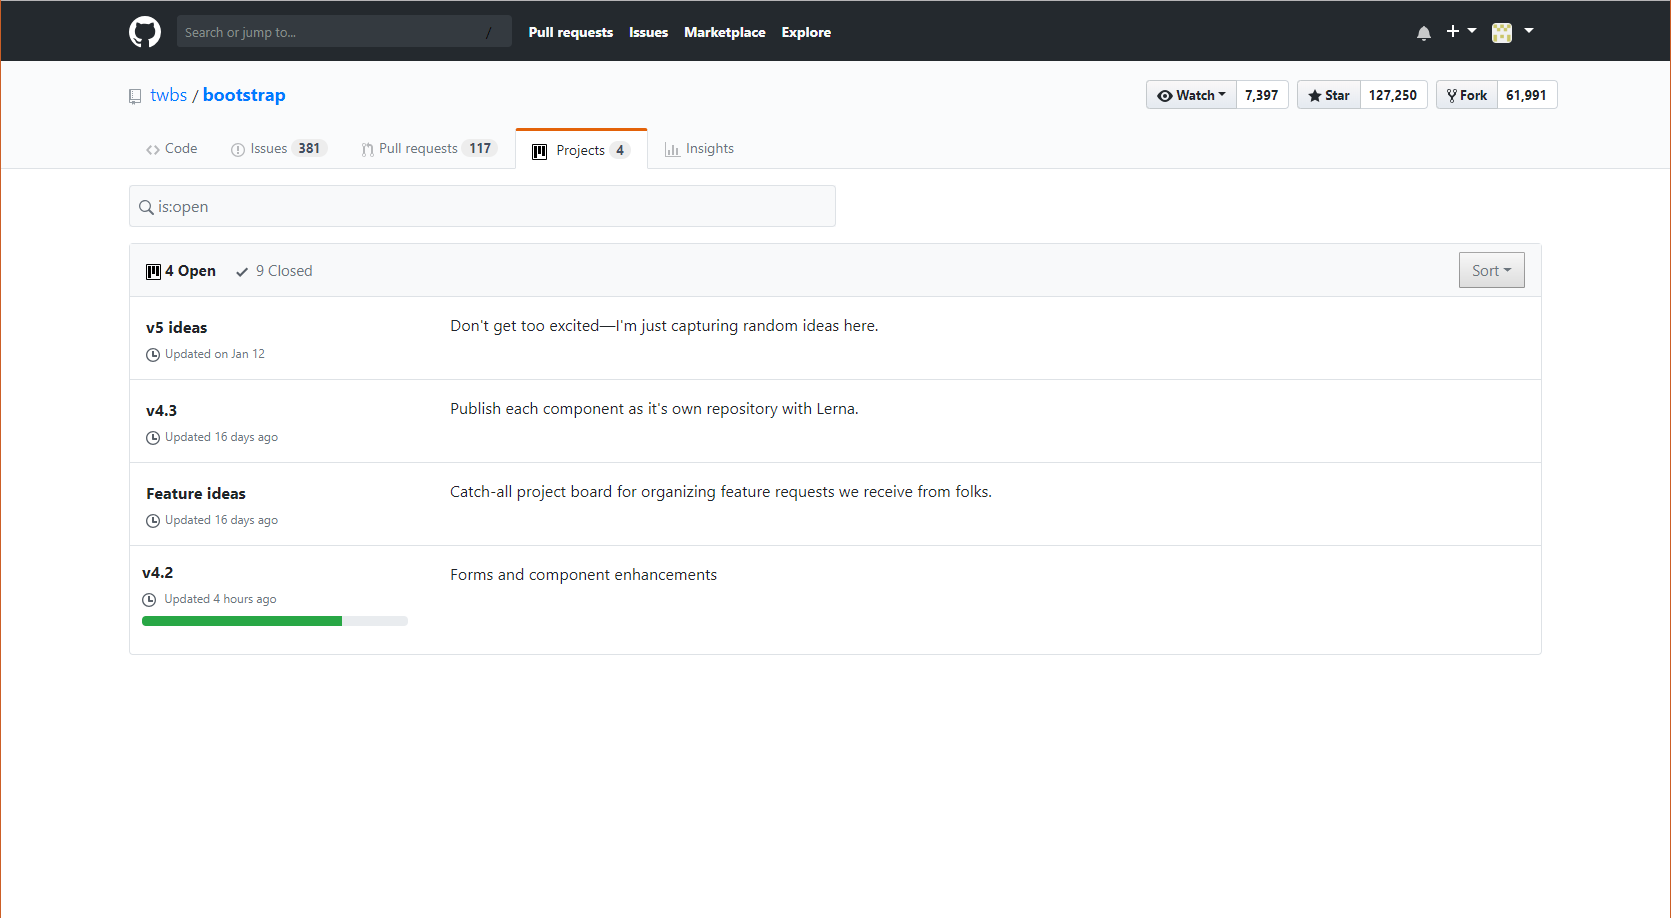 Search or jump to... /
Pull requests Issues Marketplace Explore
twbs / bootstrap
Watch 7,397 Star 127,250 Fork 61,991
Code Issues 381 Pull requests 117 Projects 4 Insights
is:open
4 Open 9 Closed Sort
v5 ideas
Updated on Jan 12
Don't get too excited—I'm just capturing random ideas here.
v4.3
Updated 16 days ago
Publish each component as it's own repository with Lerna.
Feature ideas
Updated 16 days ago
Catch-all project board for organizing feature requests we receive from folks.
v4.2
Updated 4 hours ago
Forms and component enhancements